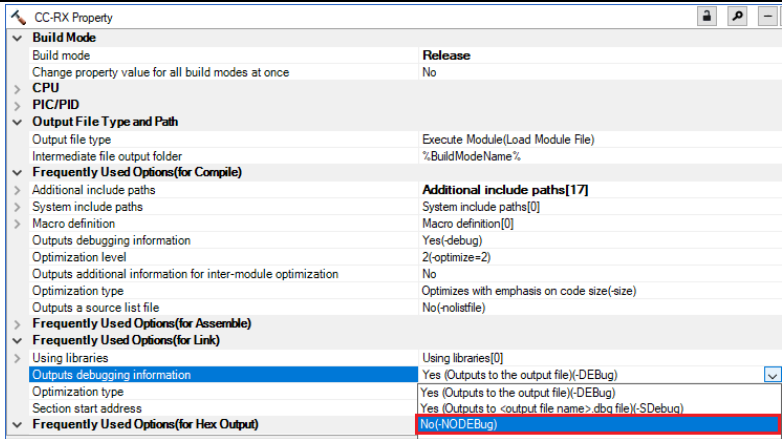 CC-RX Property
Build Mode
Build mode Release
Change property value for all build modes at once No
CPU
PIC/PID
Output File Type and Path
Output file type Execute Module(Load Module File)
Intermediate file output folder %BuildModeName%
Frequently Used Options(for Compile)
Additional include paths Additional include paths[17]
System include paths System include paths[0]
Macro definition Macro definition[0]
Outputs debugging information Yes(-debug)
Optimization level 2(-optimize=2)
Outputs additional information for inter-module optimization No
Optimization type Optimizes with emphasis on code size(-size)
Outputs a source list file No(-nolistfile)
Frequently Used Options(for Assemble)
Frequently Used Options(for Link)
Using libraries Using libraries[0]
Outputs debugging information Yes (Outputs to the output file)(-DEBug)
Optimization type Yes (Outputs to the output file)(-DEBug)
Section start address Yes (Outputs to <output file name>.dbg file)(-SDebug)
Frequently Used Options(for Hex Output) No(-NODEBug)